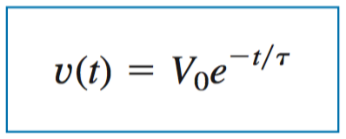 v(t) = V₀e^{-t/τ}